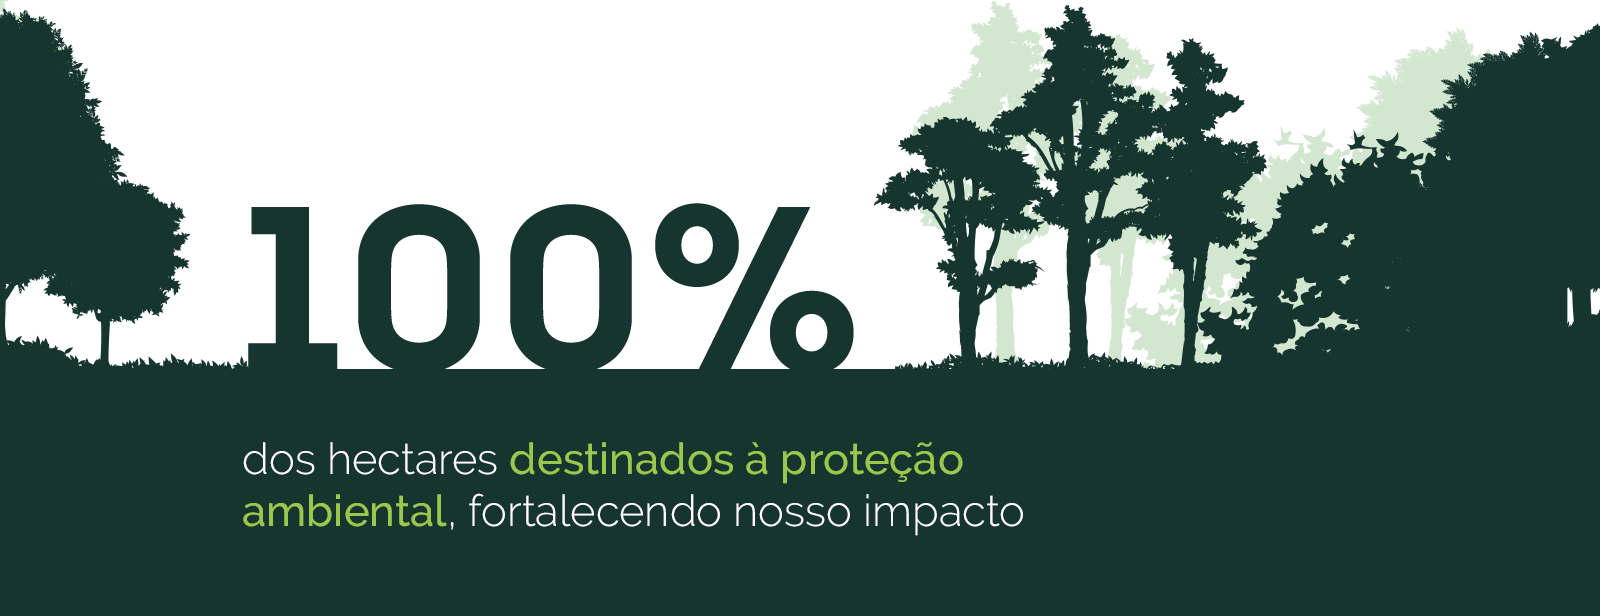 100%
dos hectares destinados à proteção
ambiental, fortalecendo nosso impacto